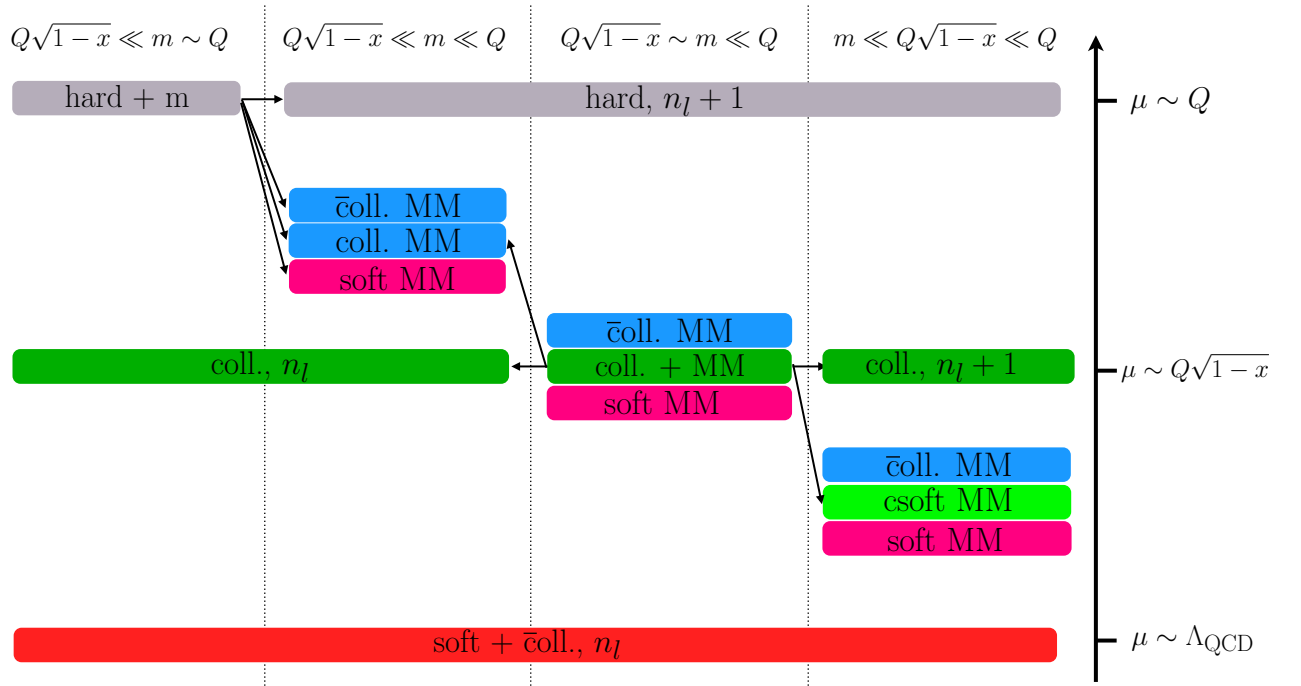 Q√1−x ≪ m ∼ Q
Q√1−x ≪ m ≪ Q
Q√1−x ∼ m ≪ Q
m ≪ Q√1−x ≪ Q
hard + m
hard, n_l + 1
μ ∼ Q
c̅oll. MM
coll. MM
soft MM
c̅oll. MM
coll., n_l
coll. + MM
coll., n_l + 1
μ ∼ Q√1−x
soft MM
c̅oll. MM
csoft MM
soft MM
soft + c̅oll., n_l
μ ∼ Λ_QCD